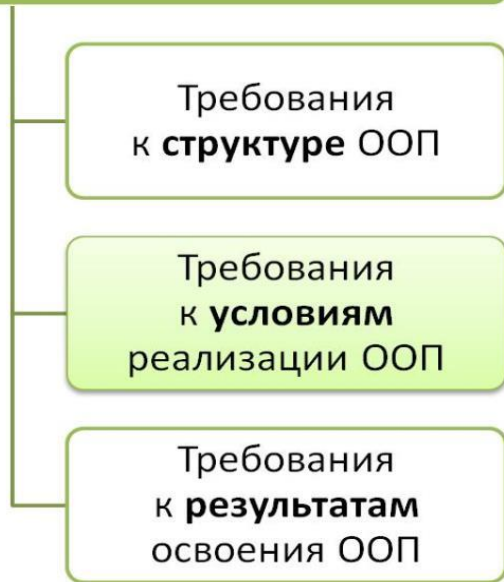 Требования
к структуре ООП
Требования
к условиям
реализации ООП
Требования
к результатам
освоения ООП